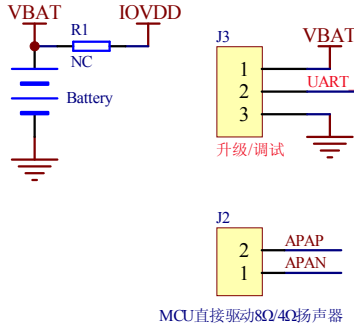 VBAT
IOVDD
R1
NC
Battery
J3
VBAT
1
2
UART
3
升级/调试
J2
2
APAP
1
APAN
MCU直接驱动8Ω/4Ω扬声器